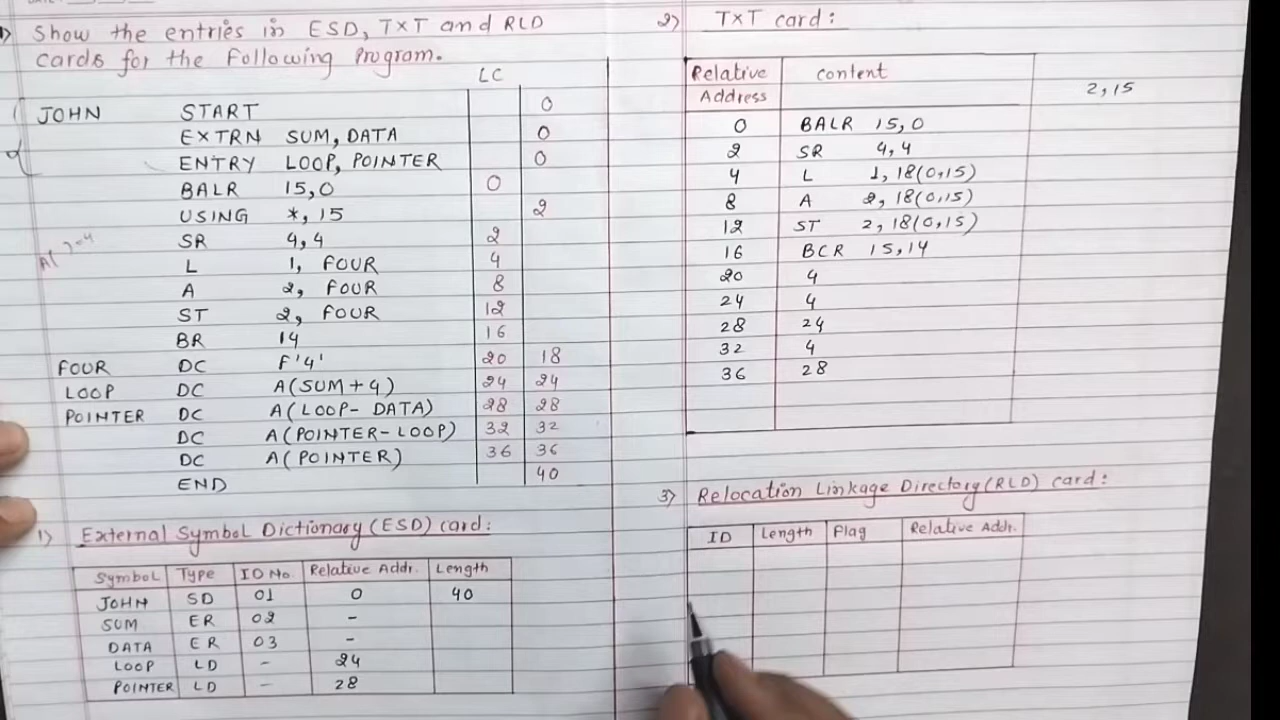 1) Show the entries in ESD, TXT and RLD
cards for the Following Program.
LC
JOHN START 0
EXTRN SUM, DATA 0
ENTRY LOOP, POINTER 0
BALR 15,0 0
USING *, 15 2
SR 4,4 2
L 1, FOUR 4
A 2, FOUR 8
ST 2, FOUR 12
BR 14 16
FOUR DC F'4' 20 18
LOOP DC A(SUM+4) 24 24
POINTER DC A(LOOP- DATA) 28 28
DC A(POINTER-LOOP) 32 32
DC A(POINTER) 36 36
END 40
1) External Symbol Dictionary (ESD) card:
Symbol Type ID No. Relative Addr. Length
JOHN SD 01 0 40
SUM ER 02 -
DATA ER 03 -
LOOP LD - 24
POINTER LD - 28
2) TXT card:
Relative Address content
2,15
0 BALR 15,0
2 SR 4,4
4 L 1,18(0,15)
8 A 2,18(0,15)
12 ST 2,18(0,15)
16 BCR 15,14
20 4
24 4
28 24
32 4
36 28
3) Relocation Linkage Directory(RLD) card:
ID Length Flag Relative Addr.